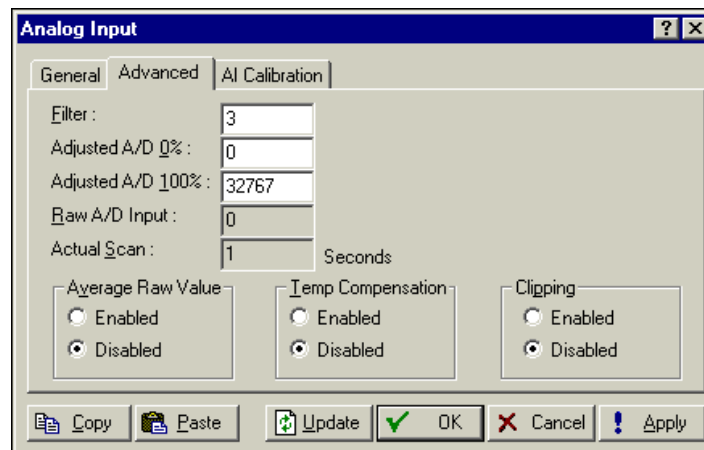 Analog Input
General Advanced AI Calibration
Filter : 3
Adjusted A/D 0% : 0
Adjusted A/D 100% : 32767
Raw A/D Input : 0
Actual Scan : 1 Seconds
Average Raw Value Temp Compensation Clipping
Enabled Enabled Enabled
Disabled Disabled Disabled
Copy Paste Update OK Cancel Apply